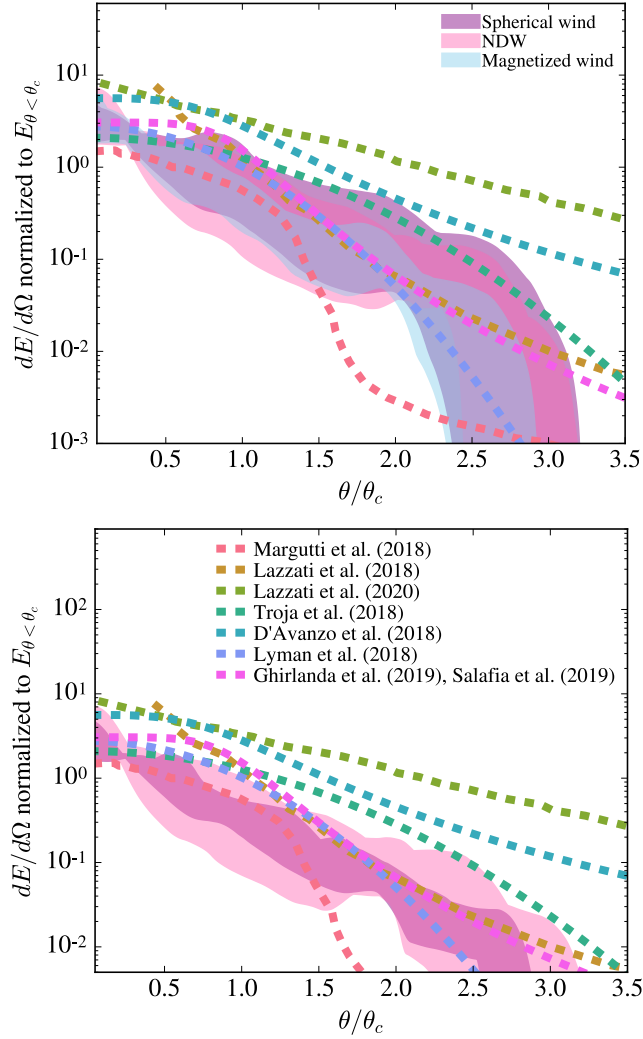 Spherical wind
NDW
Magnetized wind
dE/dΩ normalized to E_{θ<θ_c}
10^1
10^0
10^{-1}
10^{-2}
10^{-3}
0.5 1.0 1.5 2.0 2.5 3.0 3.5
θ/θ_c
Margutti et al. (2018)
Lazzati et al. (2018)
Lazzati et al. (2020)
Troja et al. (2018)
D'Avanzo et al. (2018)
Lyman et al. (2018)
Ghirlanda et al. (2019), Salafia et al. (2019)
dE/dΩ normalized to E_{θ<θ_c}
10^2
10^1
10^0
10^{-1}
10^{-2}
0.5 1.0 1.5 2.0 2.5 3.0 3.5
θ/θ_c